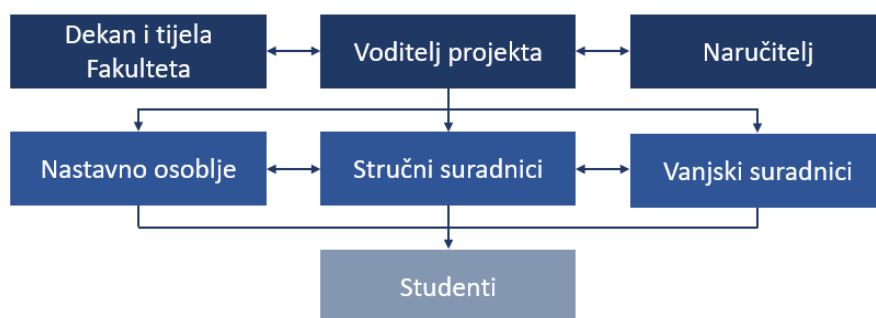 Dekan i tijela
Fakulteta
Voditelj projekta
Naručitelj
Nastavno osoblje
Stručni suradnici
Vanjski suradnici
Studenti